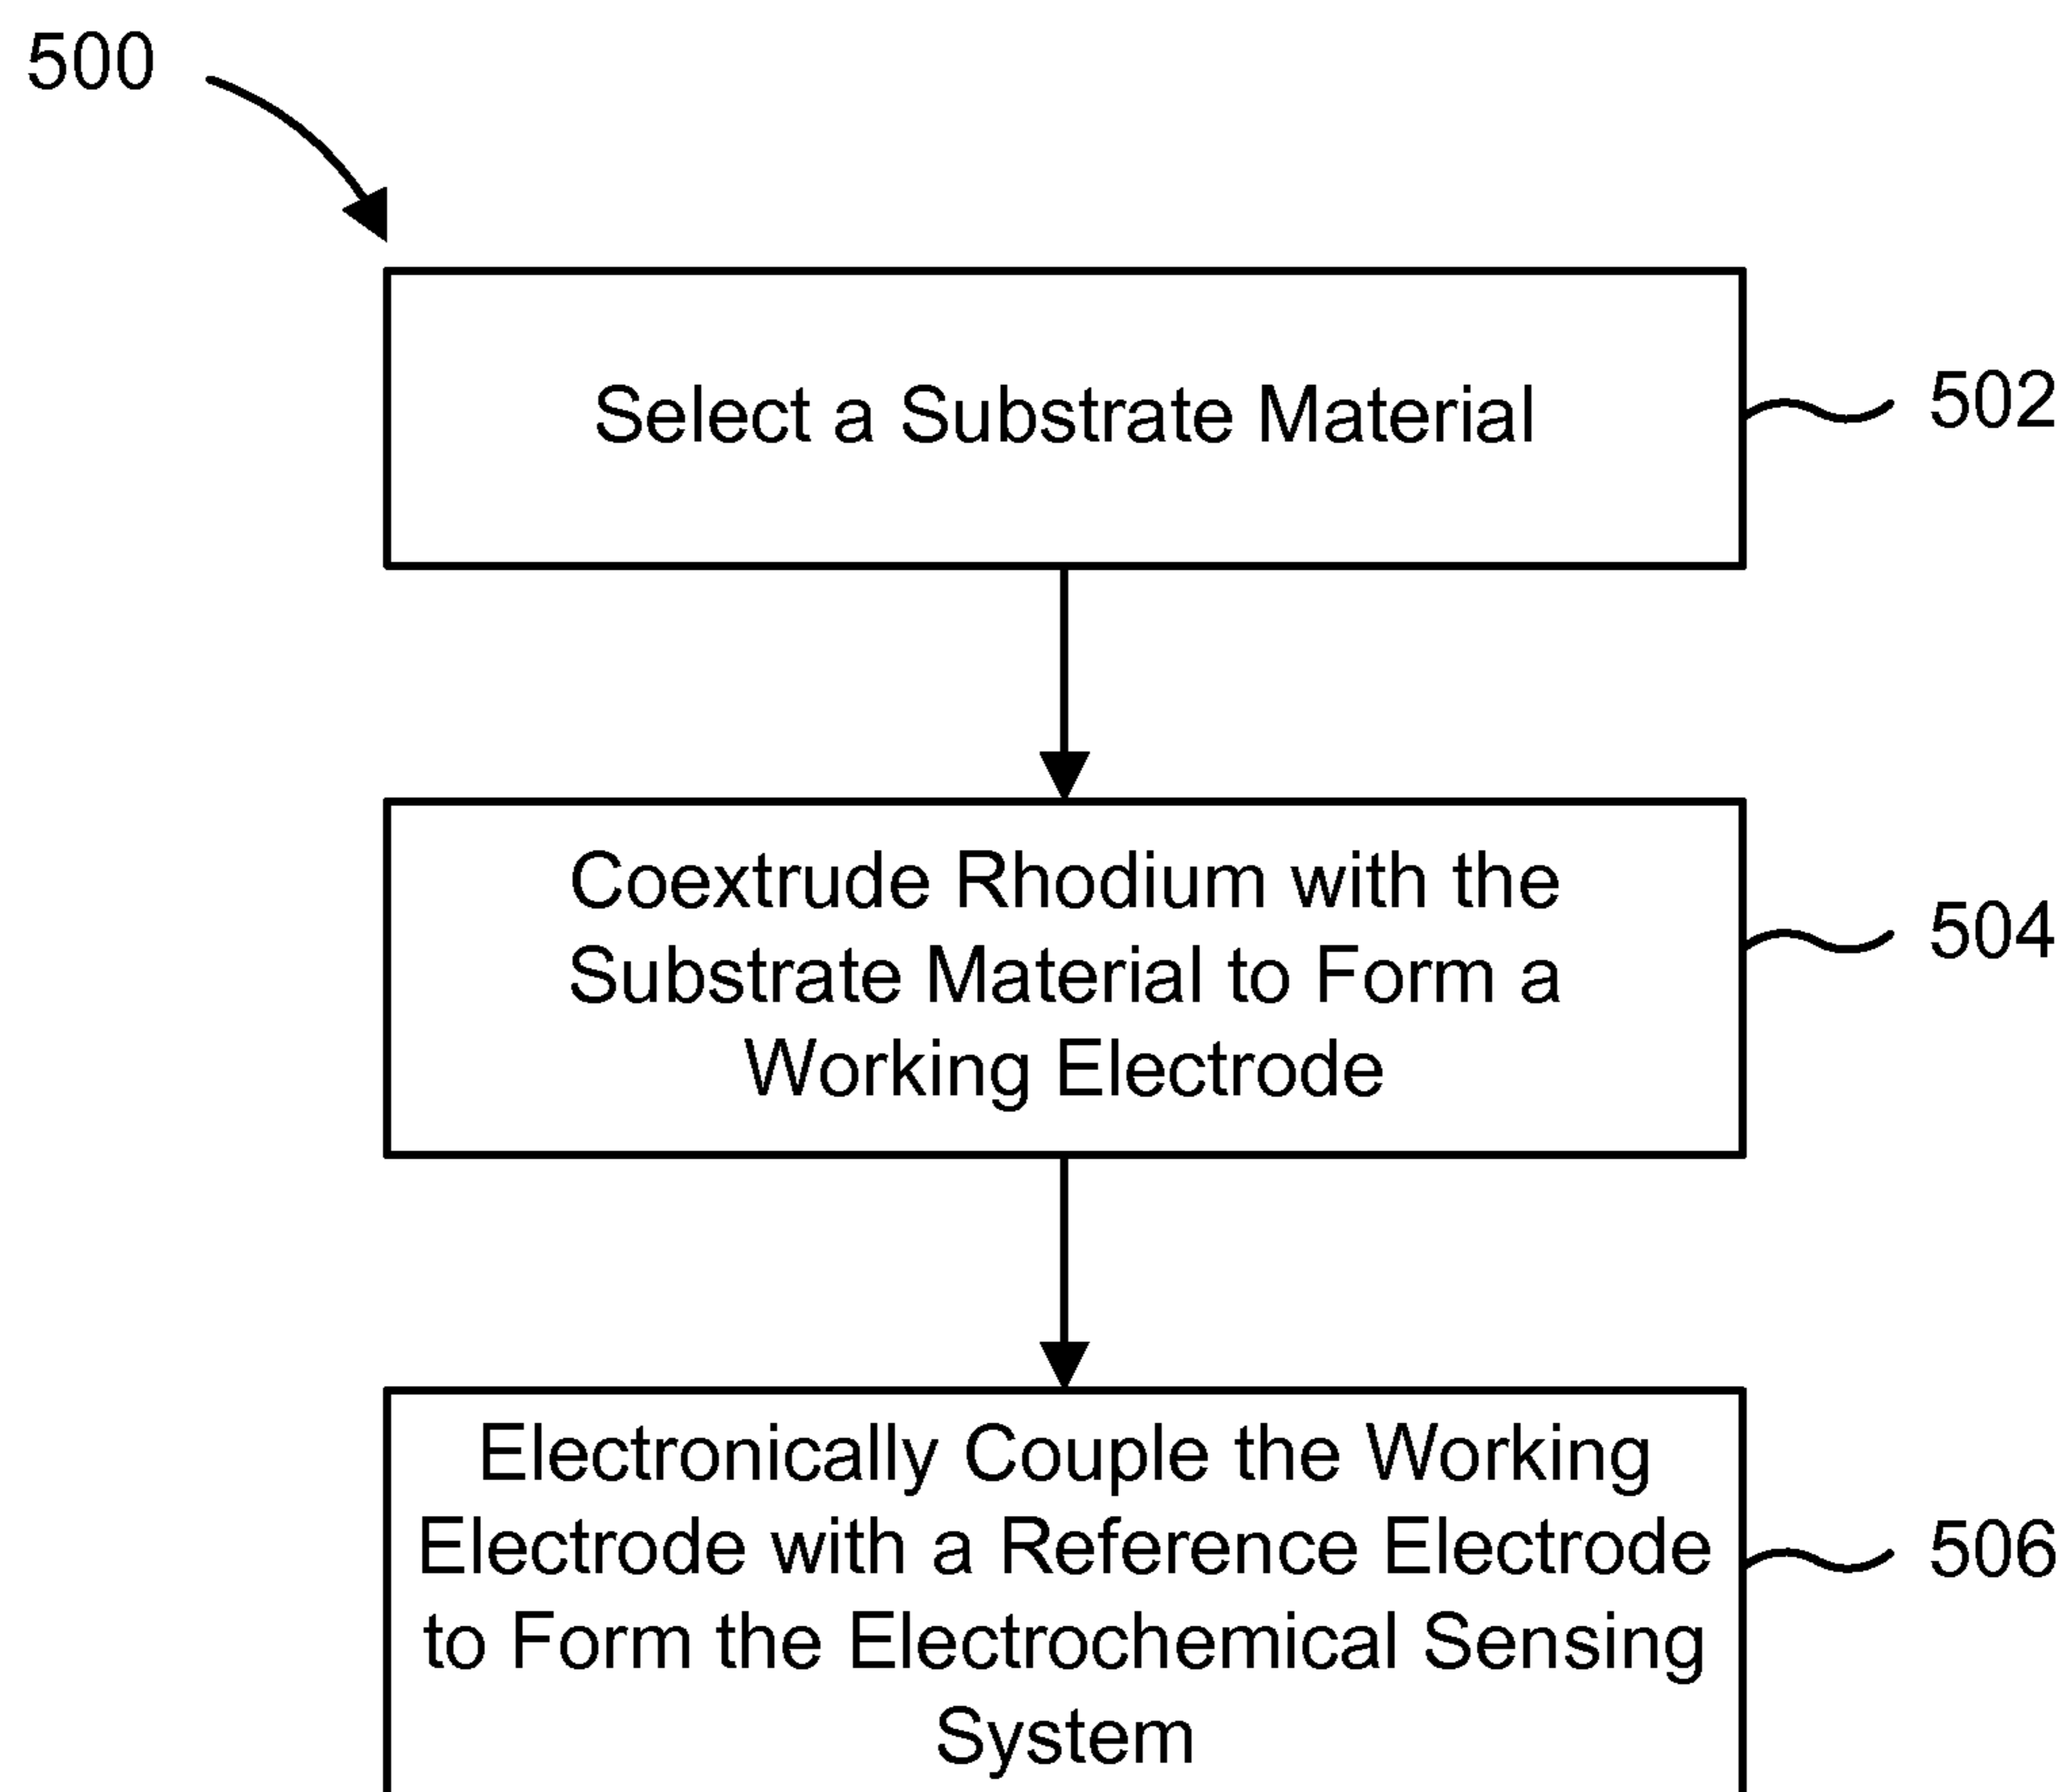 500
Select a Substrate Material
502
Coextrude Rhodium with the
Substrate Material to Form a
Working Electrode
504
Electronically Couple the Working
Electrode with a Reference Electrode
to Form the Electrochemical Sensing
System
506